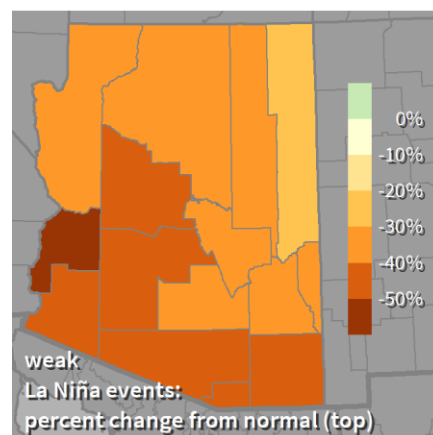 0%
-10%
-20%
-30%
-40%
-50%
weak
La Niña events:
percent change from normal (top)